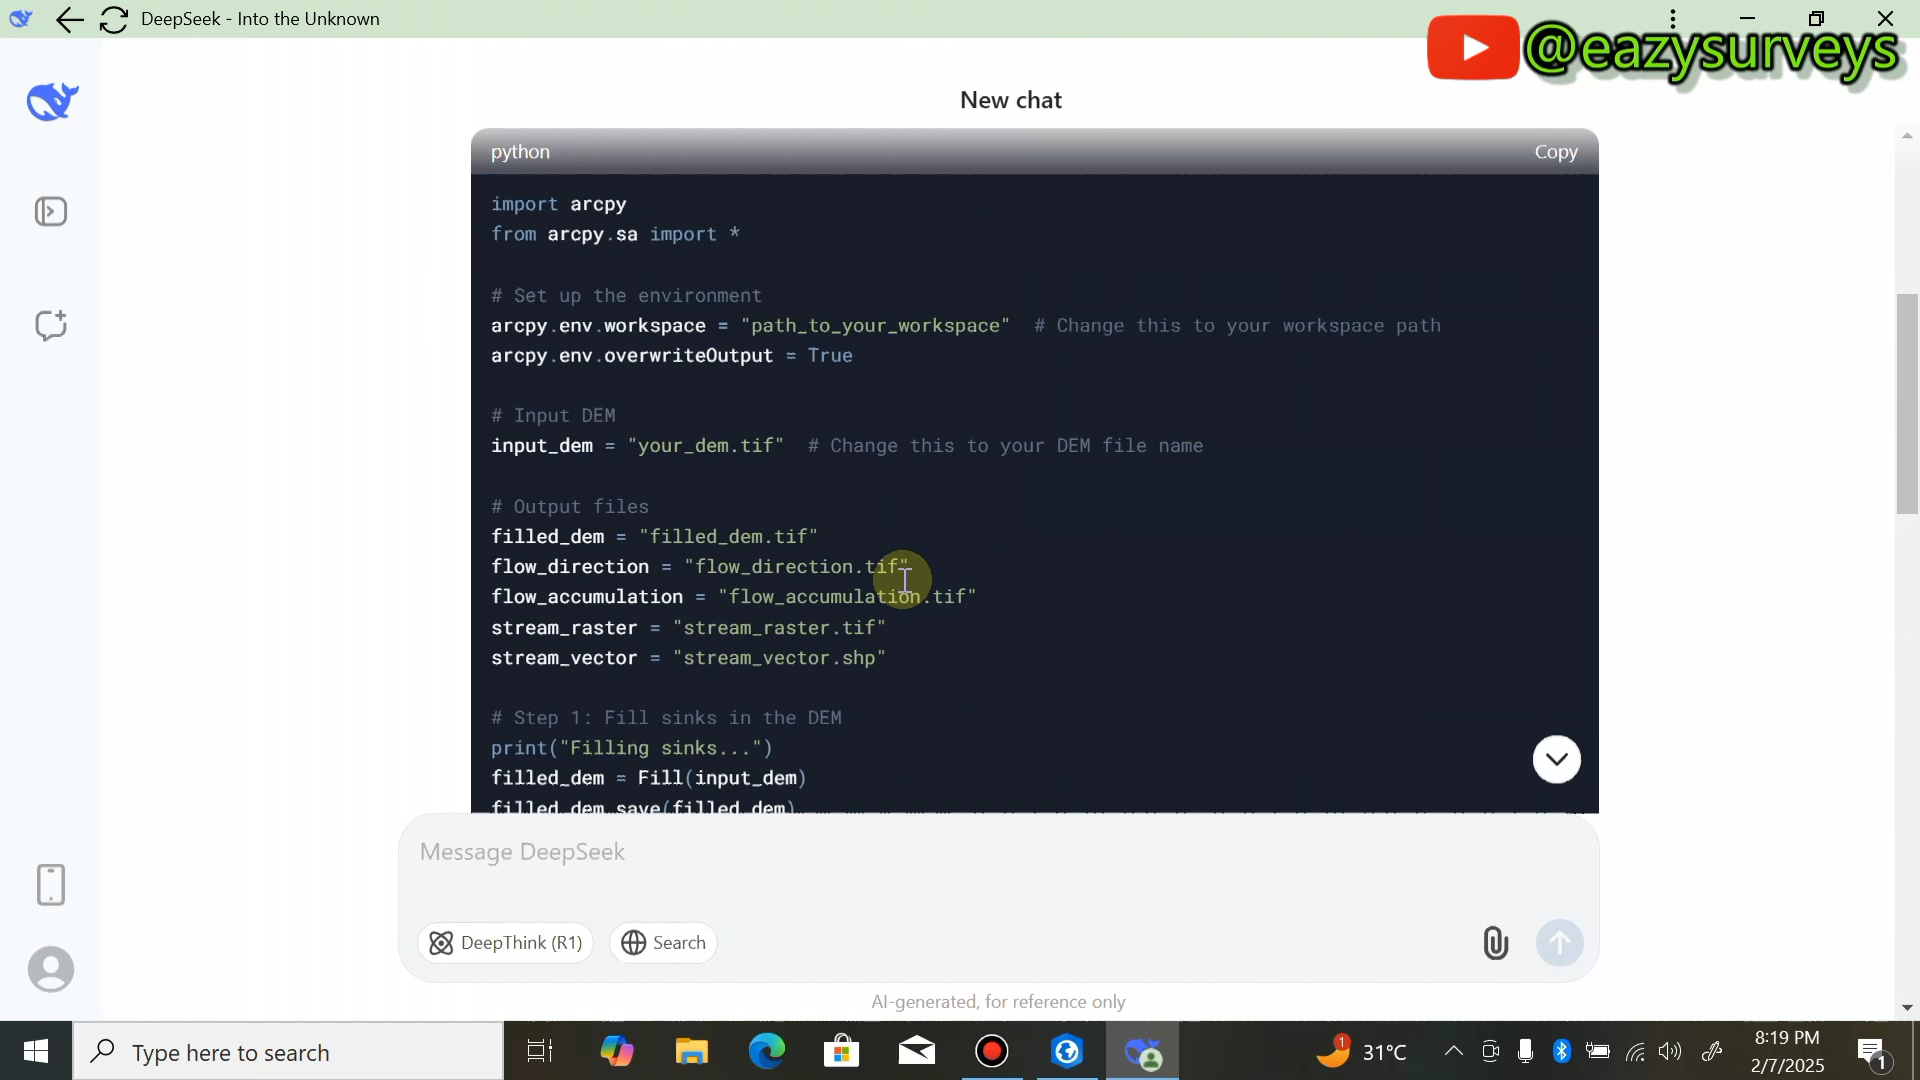 DeepSeek - Into the Unknown
@eazysurveys
New chat
python
Copy
import arcpy
from arcpy.sa import *
# Set up the environment
arcpy.env.workspace = "path_to_your_workspace"  # Change this to your workspace path
arcpy.env.overwriteOutput = True
# Input DEM
input_dem = "your_dem.tif"  # Change this to your DEM file name
# Output files
filled_dem = "filled_dem.tif"
flow_direction = "flow_direction.tif"
flow_accumulation = "flow_accumulation.tif"
stream_raster = "stream_raster.tif"
stream_vector = "stream_vector.shp"
# Step 1: Fill sinks in the DEM
print("Filling sinks...")
filled_dem = Fill(input_dem)
filled_dem.save(filled_dem)
Message DeepSeek
DeepThink (R1)
Search
AI-generated, for reference only
Type here to search
1
31°C
8:19 PM
2/7/2025
1